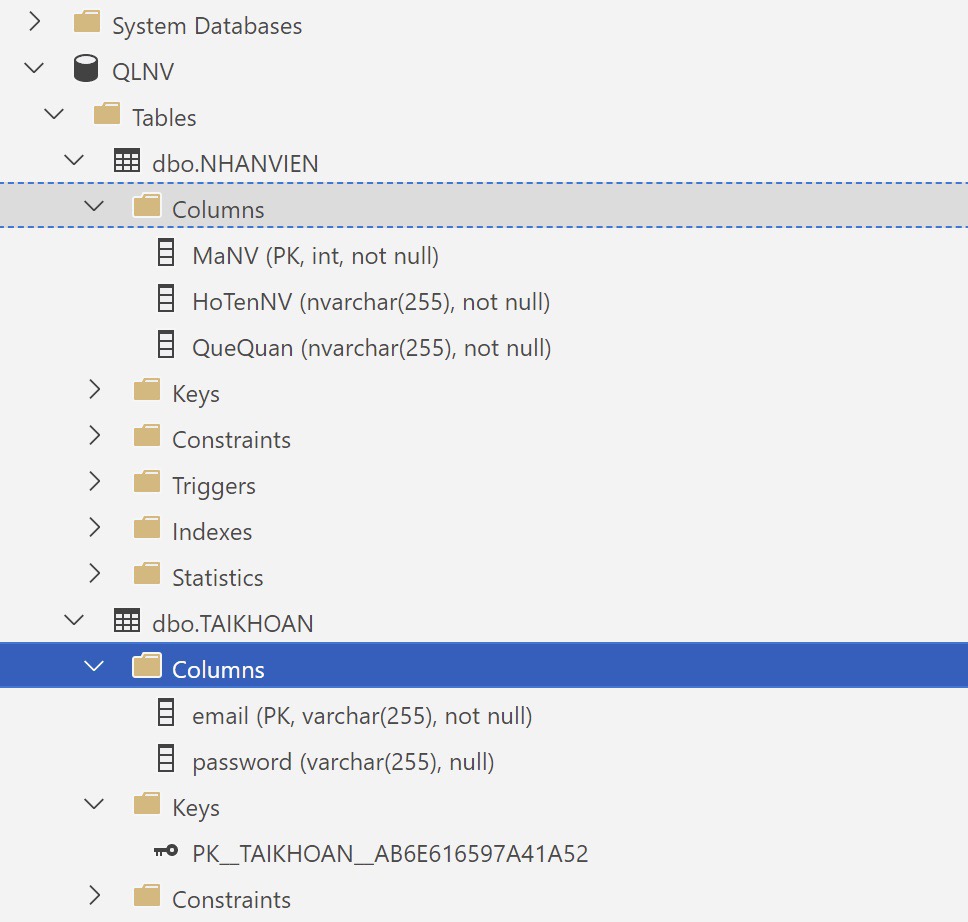 System Databases
QLNV
Tables
dbo.NHANVIEN
Columns
MaNV (PK, int, not null)
HoTenNV (nvarchar(255), not null)
QueQuan (nvarchar(255), not null)
Keys
Constraints
Triggers
Indexes
Statistics
dbo.TAIKHOAN
Columns
email (PK, varchar(255), not null)
password (varchar(255), null)
Keys
PK__TAIKHOAN__AB6E616597A41A52
Constraints